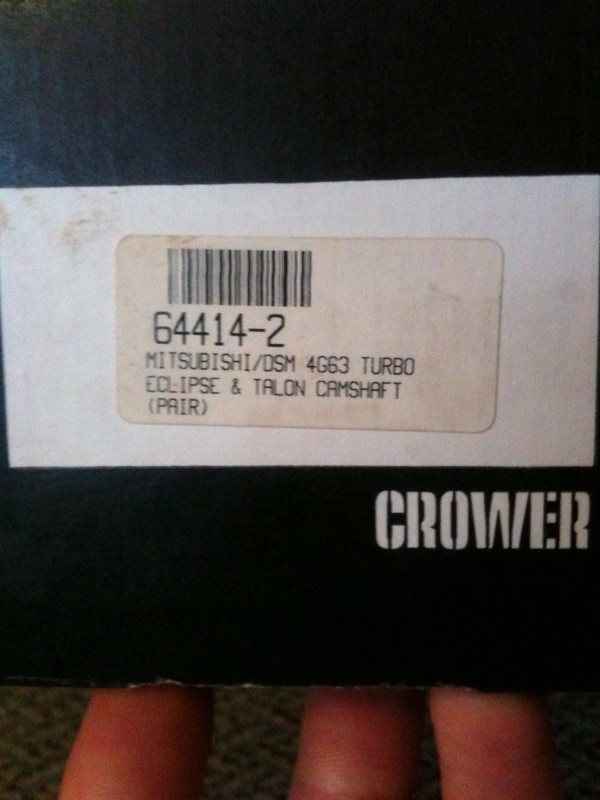 64414-2
MITSUBISHI/DSM 4G63 TURBO
ECLIPSE & TALON CAMSHAFT
(PAIR)
CROWER